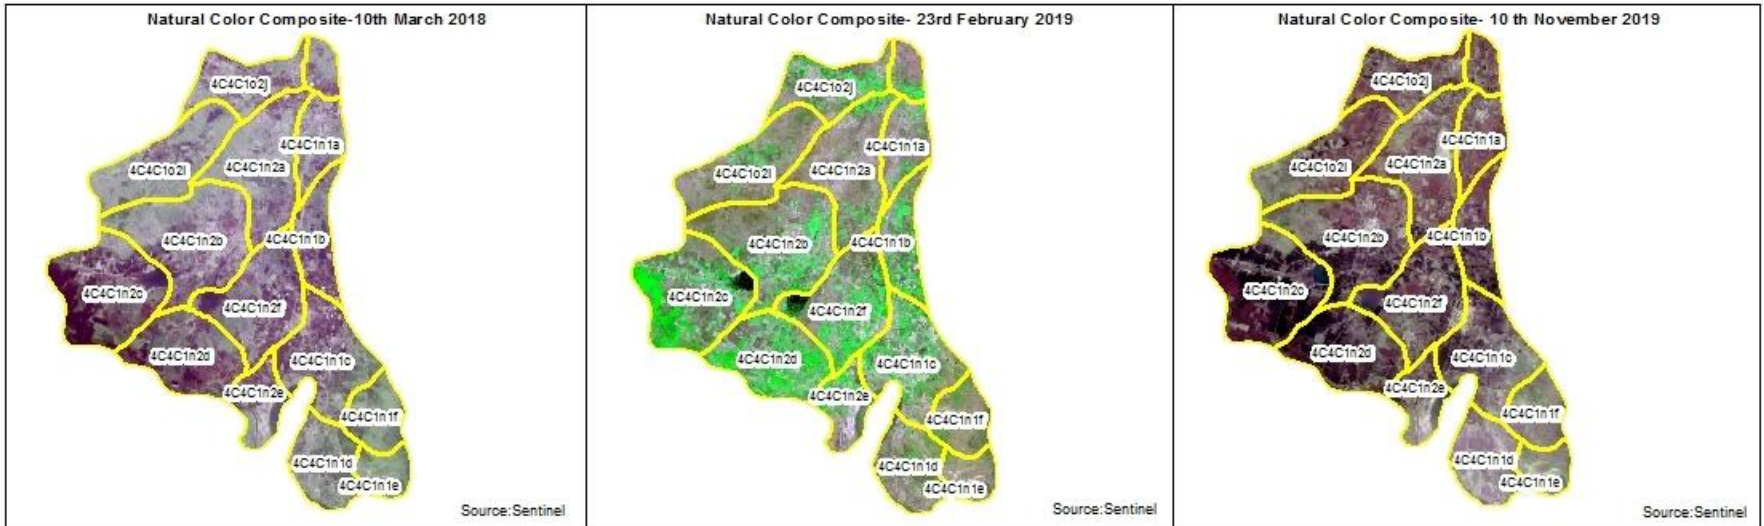 Natural Color Composite-10th March 2018
4C4C1o2j
4C4C1n1a
4C4C1n2a
4C4C1o2i
4C4C1n2b
4C4C1n1b
4C4C1n2c
4C4C1n2f
4C4C1n2d
4C4C1n1c
4C4C1n2e
4C4C1n1f
4C4C1n1d
4C4C1n1e
Source:Sentinel
Natural Color Composite- 23rd February 2019
4C4C1o2j
4C4C1n1a
4C4C1n2a
4C4C1o2i
4C4C1n2b
4C4C1n1b
4C4C1n2c
4C4C1n2f
4C4C1n2d
4C4C1n1c
4C4C1n2e
4C4C1n1f
4C4C1n1d
4C4C1n1e
Source:Sentinel
Natural Color Composite- 10 th November 2019
4C4C1o2j
4C4C1n1a
4C4C1n2a
4C4C1o2i
4C4C1n2b
4C4C1n1b
4C4C1n2c
4C4C1n2f
4C4C1n2d
4C4C1n1c
4C4C1n2e
4C4C1n1f
4C4C1n1d
4C4C1n1e
Source:Sentinel